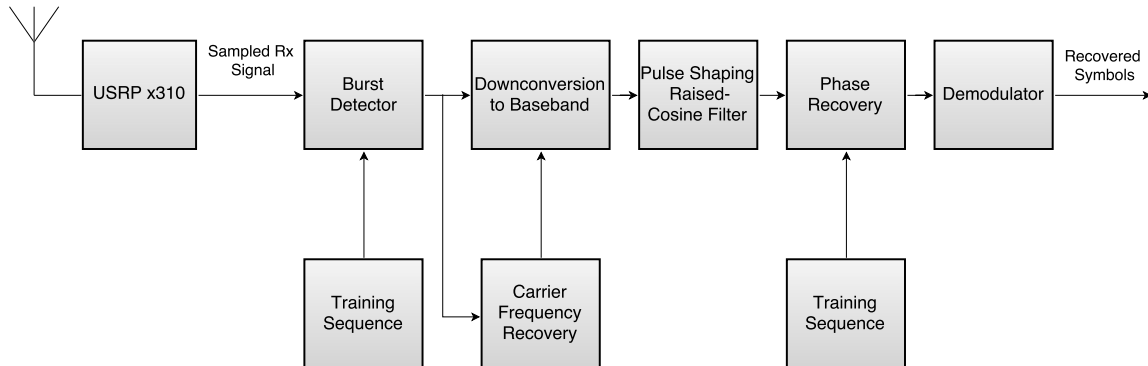 USRP x310
Sampled Rx
Signal
Burst
Detector
Downconversion
to Baseband
Pulse Shaping
Raised-
Cosine Filter
Phase
Recovery
Demodulator
Recovered
Symbols
Training
Sequence
Carrier
Frequency
Recovery
Training
Sequence